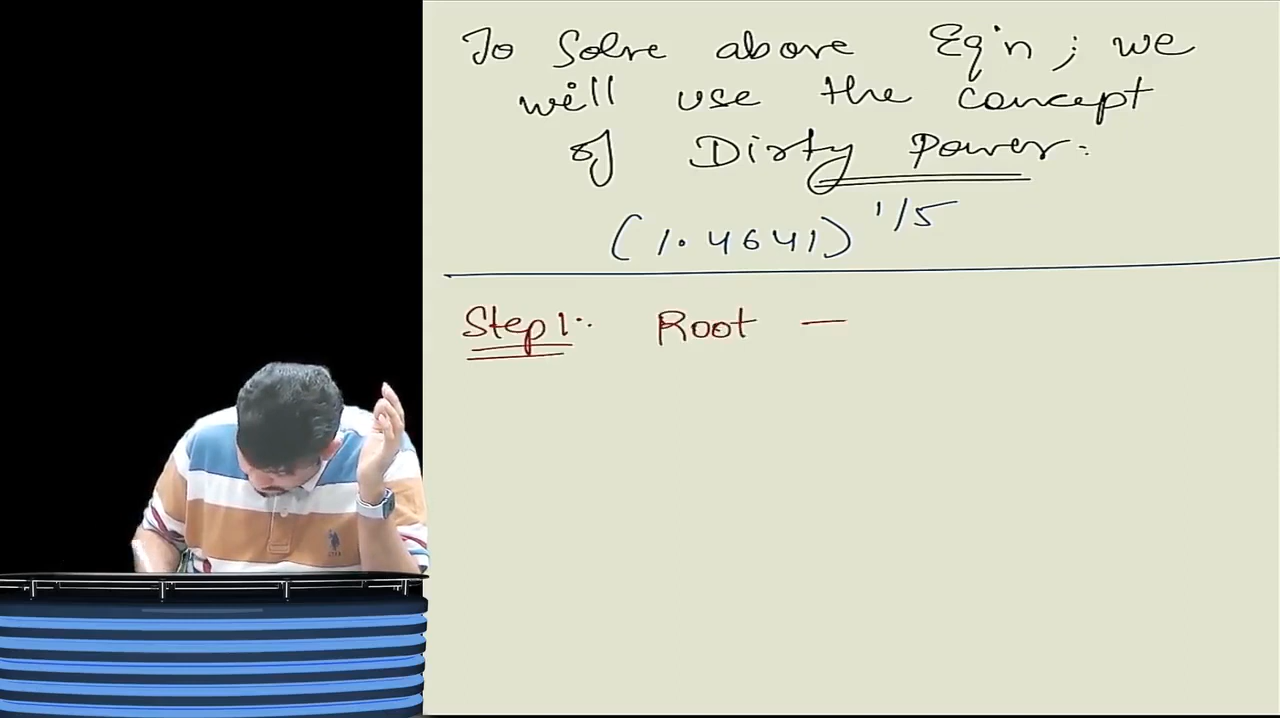 To Solve above Eq'n ; we
will use the concept
of Dirty Power.
(1.4641)^1/5
Step 1:. Root —